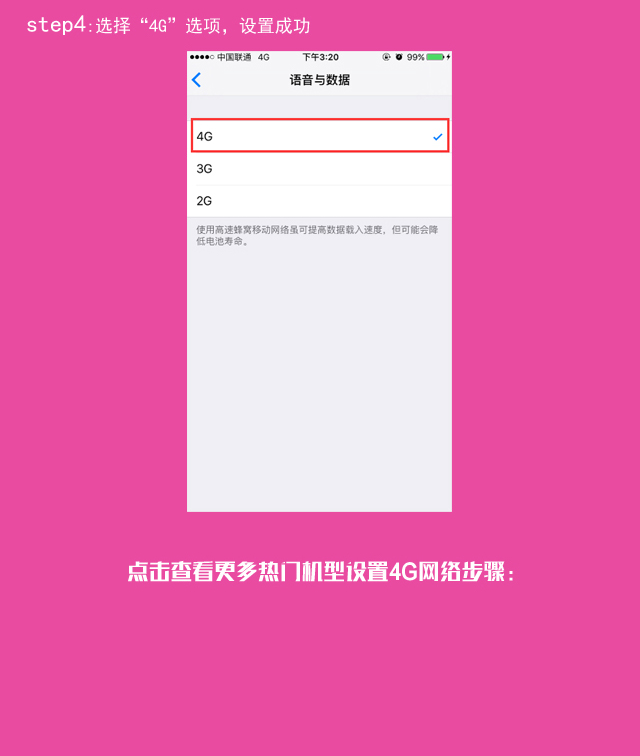 step4:选择“4G”选项，设置成功
中国联通 4G 下午3:20 99%
语音与数据
4G
3G
2G
使用高速蜂窝移动网络虽可提高数据载入速度，但可能会降
低电池寿命。
点击查看更多热门机型设置4G网络步骤：